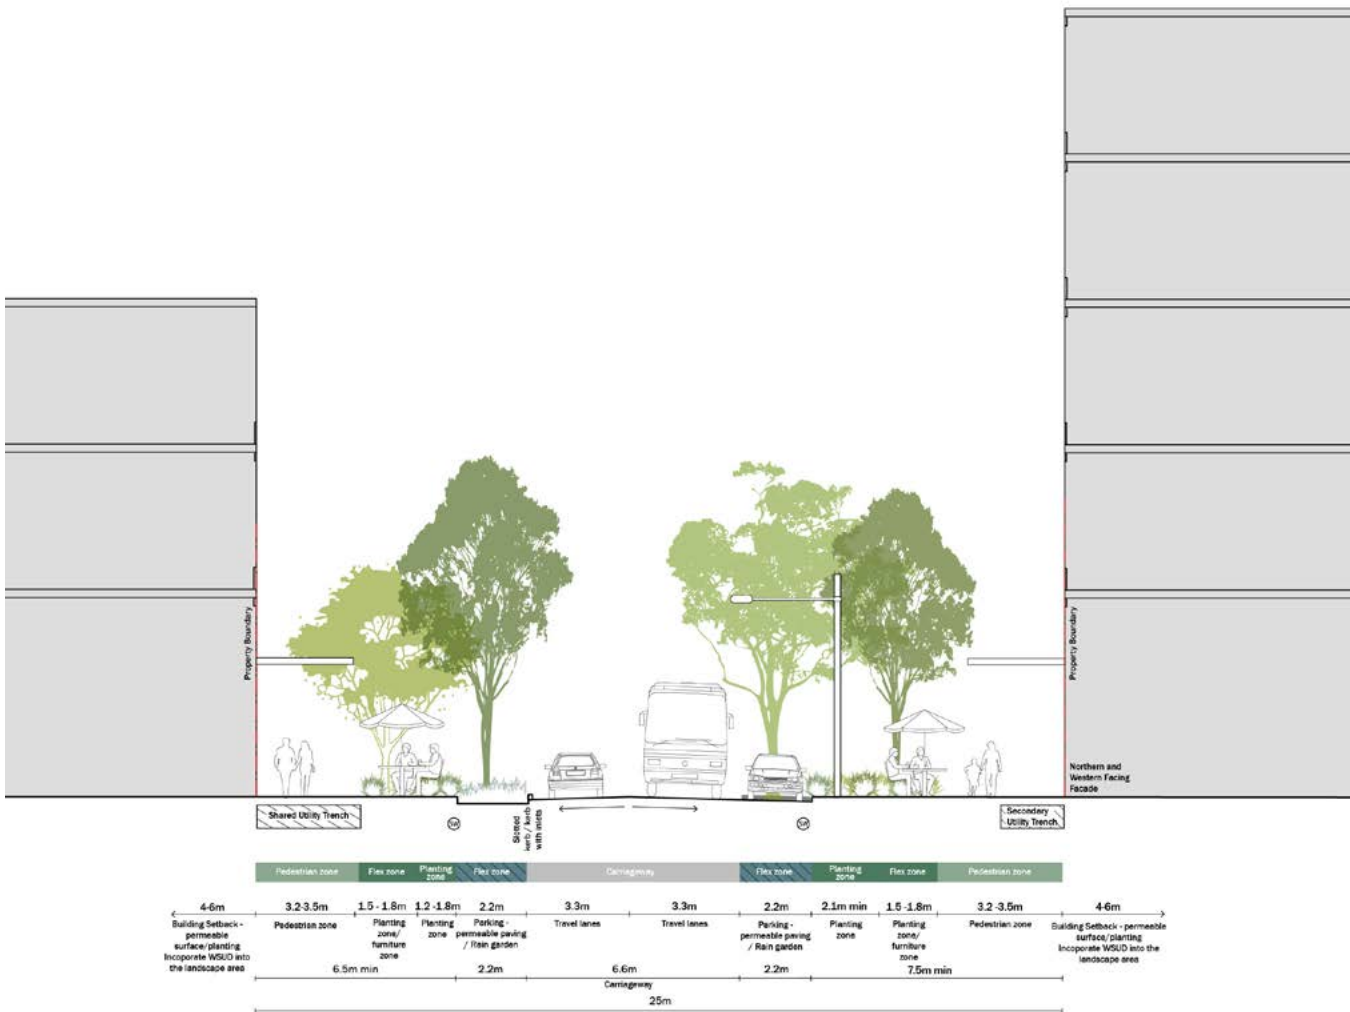 Property Boundary
Property Boundary
Northern and
Western Facing
Facade
Shared Utility Trench
SW
Slotted
kerb / kerb
with inlets
SW
Secondary
Utility Trench
Pedestrian zone
Flex zone
Planting
zone
Flex zone
Carriageway
Flex zone
Planting
zone
Flex zone
Pedestrian zone
4-6m
3.2-3.5m
1.5 - 1.8m
1.2 -1.8m
2.2m
3.3m
3.3m
2.2m
2.1m min
1.5 -1.8m
3.2 -3.5m
4-6m
Building Setback -
permeable
surface/planting
Incoporate WSUD into
the landscape area
Pedestrian zone
Planting
zone/
furniture
zone
Planting
zone
Parking -
permeable paving
/ Rain garden
Travel lanes
Travel lanes
Parking -
permeable paving
/ Rain garden
Planting
zone
Planting
zone/
furniture
zone
Pedestrian zone
Building Setback - permeable
surface/planting
Incoporate WSUD into the
landscape area
6.5m min
2.2m
6.6m
2.2m
7.5m min
Carriageway
25m